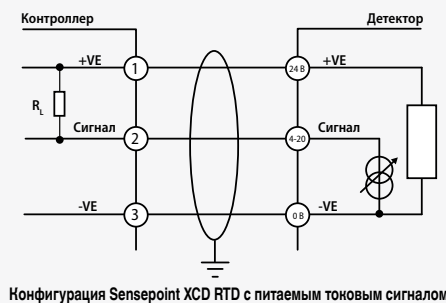 Контроллер
Детектор
+VE
1
24 В
+VE
R_L
Сигнал
2
4-20
Сигнал
-VE
3
0 В
-VE
Конфигурация Sensepoint XCD RTD с питаемым токовым сигналом